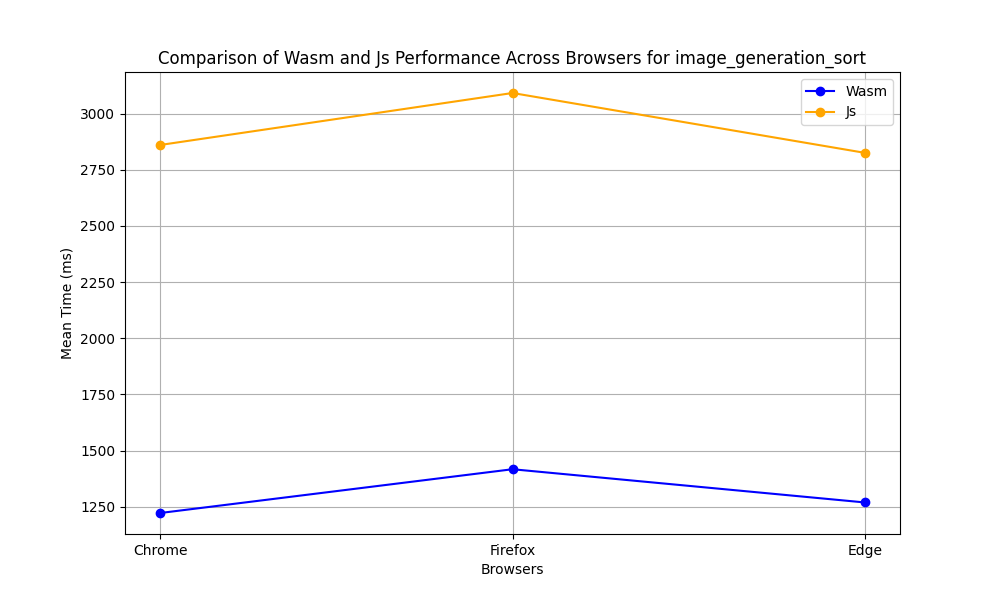 Comparison of Wasm and Js Performance Across Browsers for image_generation_sort
Wasm
Js
3000
2750
2500
2250
2000
1750
1500
1250
Mean Time (ms)
Chrome
Firefox
Edge
Browsers